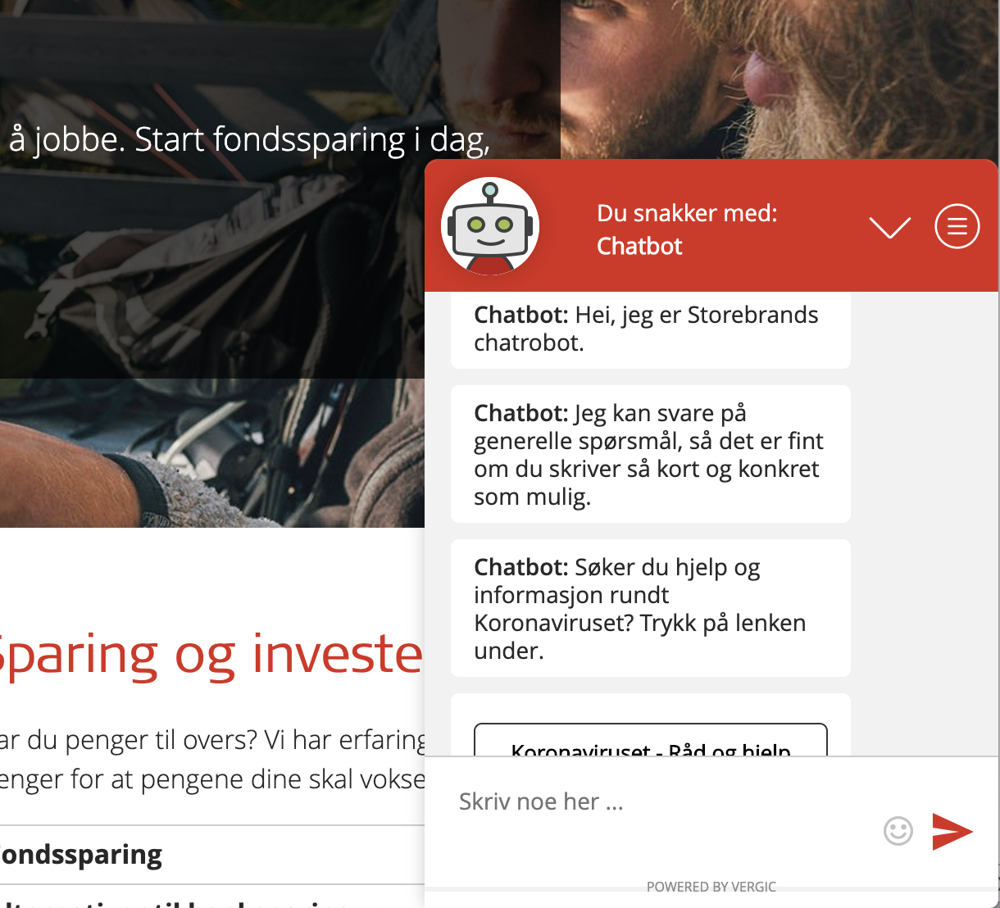 å jobbe. Start fondssparing i dag,
Du snakker med:
Chatbot
Chatbot: Hei, jeg er Storebrands
chatrobot.
Chatbot: Jeg kan svare på
generelle spørsmål, så det er fint
om du skriver så kort og konkret
som mulig.
Chatbot: Søker du hjelp og
informasjon rundt
Koronaviruset? Trykk på lenken
under.
Koronaviruset - Råd og hjelp
Skriv noe her ...
POWERED BY VERGIC
Sparing og investe
ar du penger til overs? Vi har erfaring
enger for at pengene dine skal vokse
ondssparing